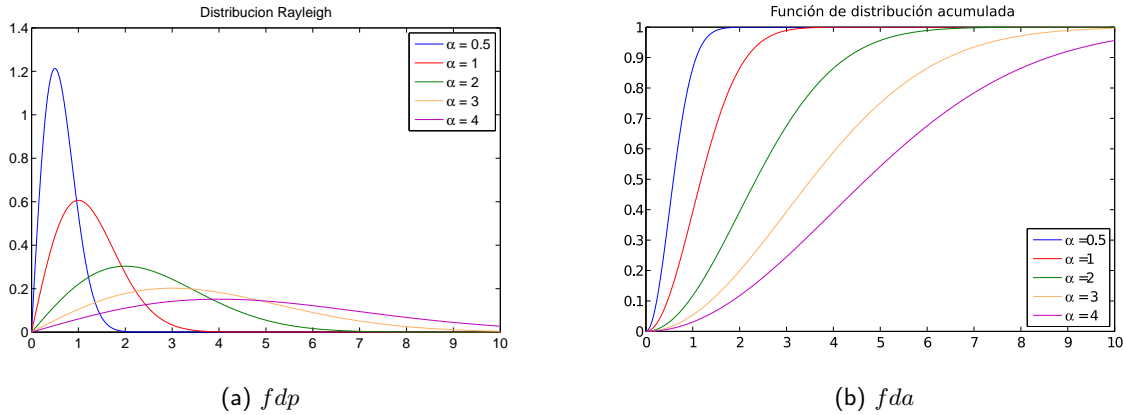 Distribucion Rayleigh
1.4
1.2
1
0.8
0.6
0.4
0.2
0
0 1 2 3 4 5 6 7 8 9 10
α = 0.5
α = 1
α = 2
α = 3
α = 4
(a) fdp
Función de distribución acumulada
1
0.9
0.8
0.7
0.6
0.5
0.4
0.3
0.2
0.1
0
0 1 2 3 4 5 6 7 8 9 10
α =0.5
α =1
α =2
α = 3
α = 4
(b) fda